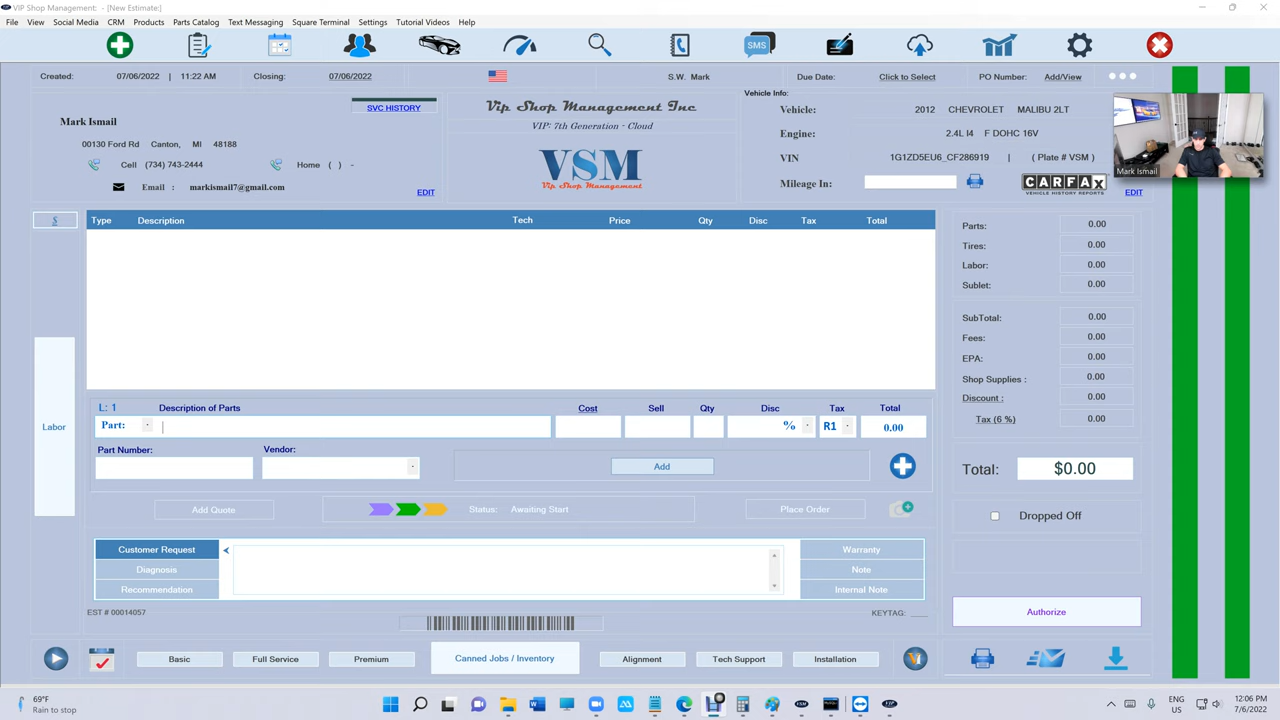 VIP Shop Management: - [New Estimate:]
File View Social Media CRM Products Parts Catalog Text Messaging Square Terminal Settings Tutorial Videos Help
SMS
Created: 07/06/2022 | 11:22 AM Closing: 07/06/2022 S.W. Mark Due Date: Click to Select PO Number: Add/View
SVC HISTORY
Mark Ismail
00130 Ford Rd Canton, MI 48188
Cell (734) 743-2444 Home ( ) -
Email : markismail7@gmail.com
EDIT
Vip Shop Management Inc
VIP: 7th Generation - Cloud
VSM
Vip Shop Management
Vehicle Info:
Vehicle: 2012 CHEVROLET MALIBU 2LT
Engine: 2.4L I4 F DOHC 16V
VIN 1G1ZD5EU6_CF286919 | ( Plate # VSM )
Mileage In:
CARFAX
VEHICLE HISTORY REPORTS
EDIT
Mark Ismail
$ Type Description Tech Price Qty Disc Tax Total
Labor
L: 1 Description of Parts Cost Sell Qty Disc Tax Total
Part: % R1 0.00
Part Number: Vendor:
Add
Add Quote Status: Awaiting Start Place Order
Customer Request
Diagnosis
Recommendation
Warranty
Note
Internal Note
EST # 00014057 KEYTAG: ____
Parts: 0.00
Tires: 0.00
Labor: 0.00
Sublet: 0.00
SubTotal: 0.00
Fees: 0.00
EPA: 0.00
Shop Supplies : 0.00
Discount : 0.00
Tax (6 %) 0.00
Total: $0.00
Dropped Off
Authorize
Basic Full Service Premium Canned Jobs / Inventory Alignment Tech Support Installation
69°F
Rain to stop
ENG
US
12:06 PM
7/6/2022